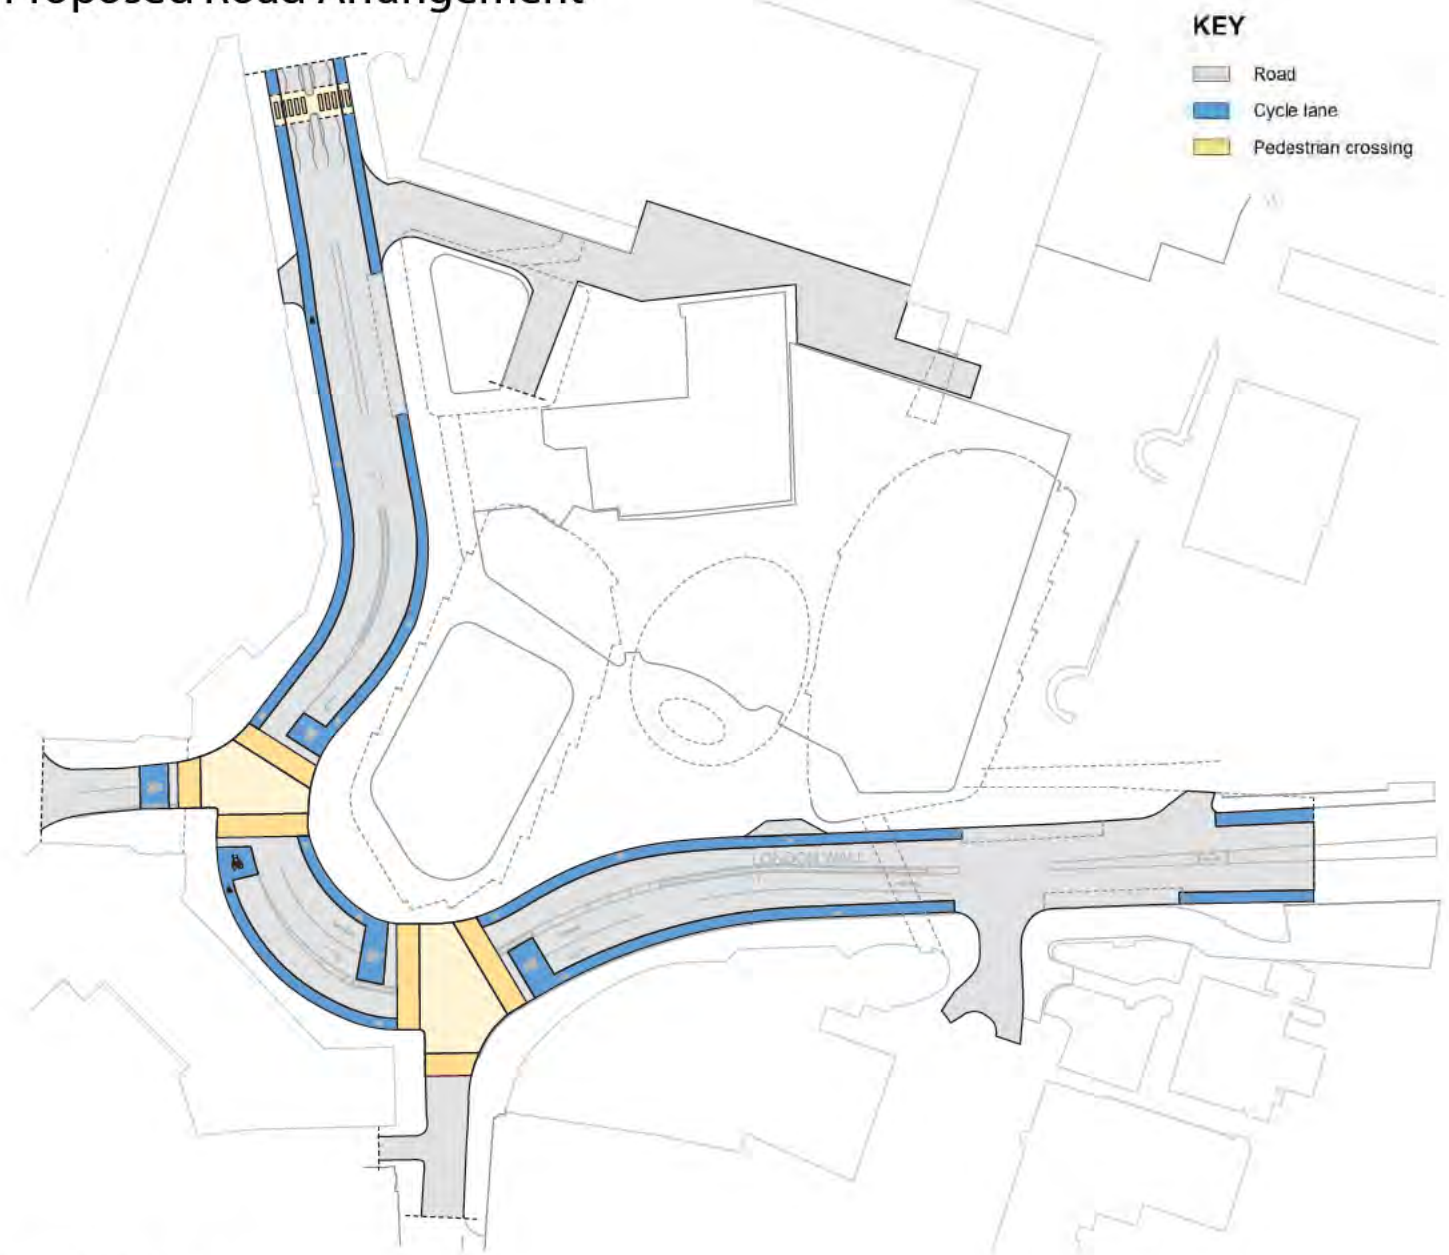 Proposed Road Arrangement
KEY
Road
Cycle lane
Pedestrian crossing
LONDON WALL